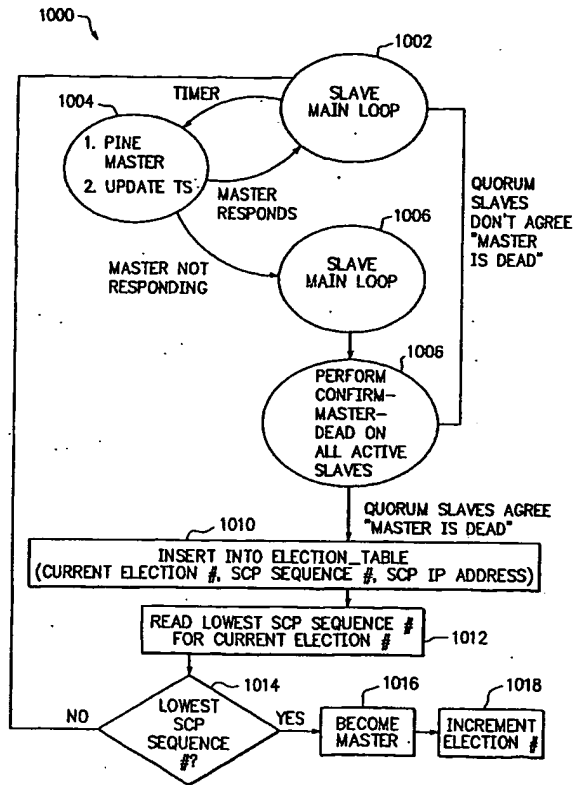 1000
1002
SLAVE
MAIN LOOP
TIMER
1004
1. PINE
MASTER
2. UPDATE TS
MASTER
RESPONDS
QUORUM
SLAVES
DON'T AGREE
"MASTER
IS DEAD"
1006
SLAVE
MAIN LOOP
MASTER NOT
RESPONDING
1006
PERFORM
CONFIRM-
MASTER-
DEAD ON
ALL ACTIVE
SLAVES
QUORUM SLAVES AGREE
"MASTER IS DEAD"
1010
INSERT INTO ELECTION_TABLE
(CURRENT ELECTION #, SCP SEQUENCE #, SCP IP ADDRESS)
READ LOWEST SCP SEQUENCE #
FOR CURRENT ELECTION #
1012
1014
LOWEST
SCP
SEQUENCE
#?
NO
YES
1016
BECOME
MASTER
1018
INCREMENT
ELECTION #